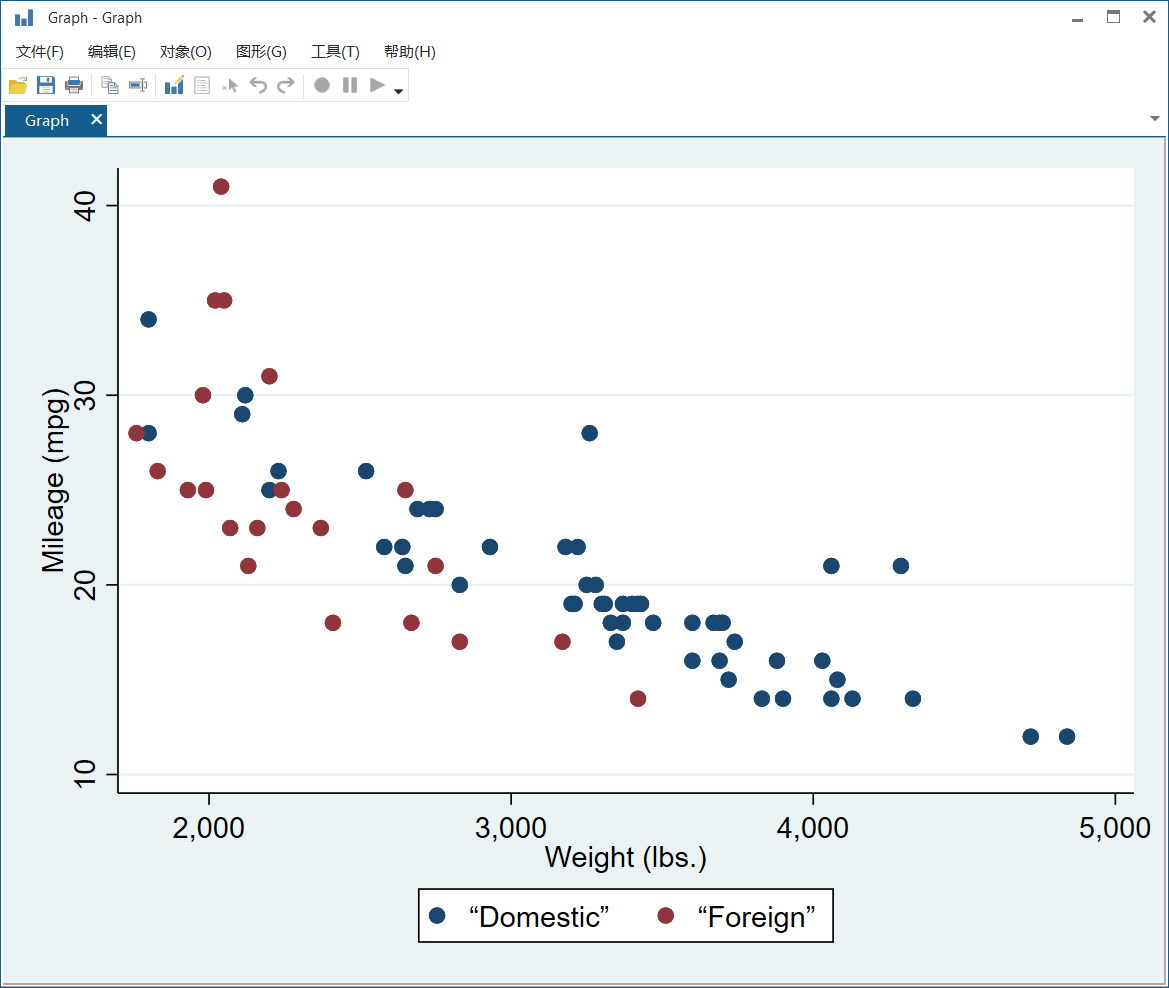 Graph - Graph
文件(F) 编辑(E) 对象(O) 图形(G) 工具(T) 帮助(H)
Graph
Mileage (mpg)
40
30
20
10
2,000 3,000 4,000 5,000
Weight (lbs.)
“Domestic” “Foreign”